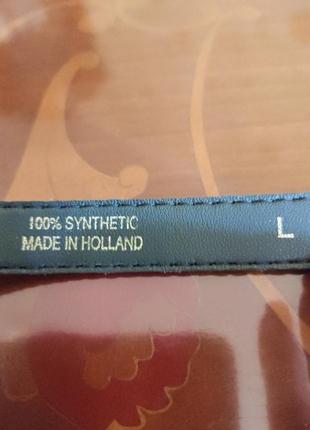 100% SYNTHETIC
MADE IN HOLLAND
L